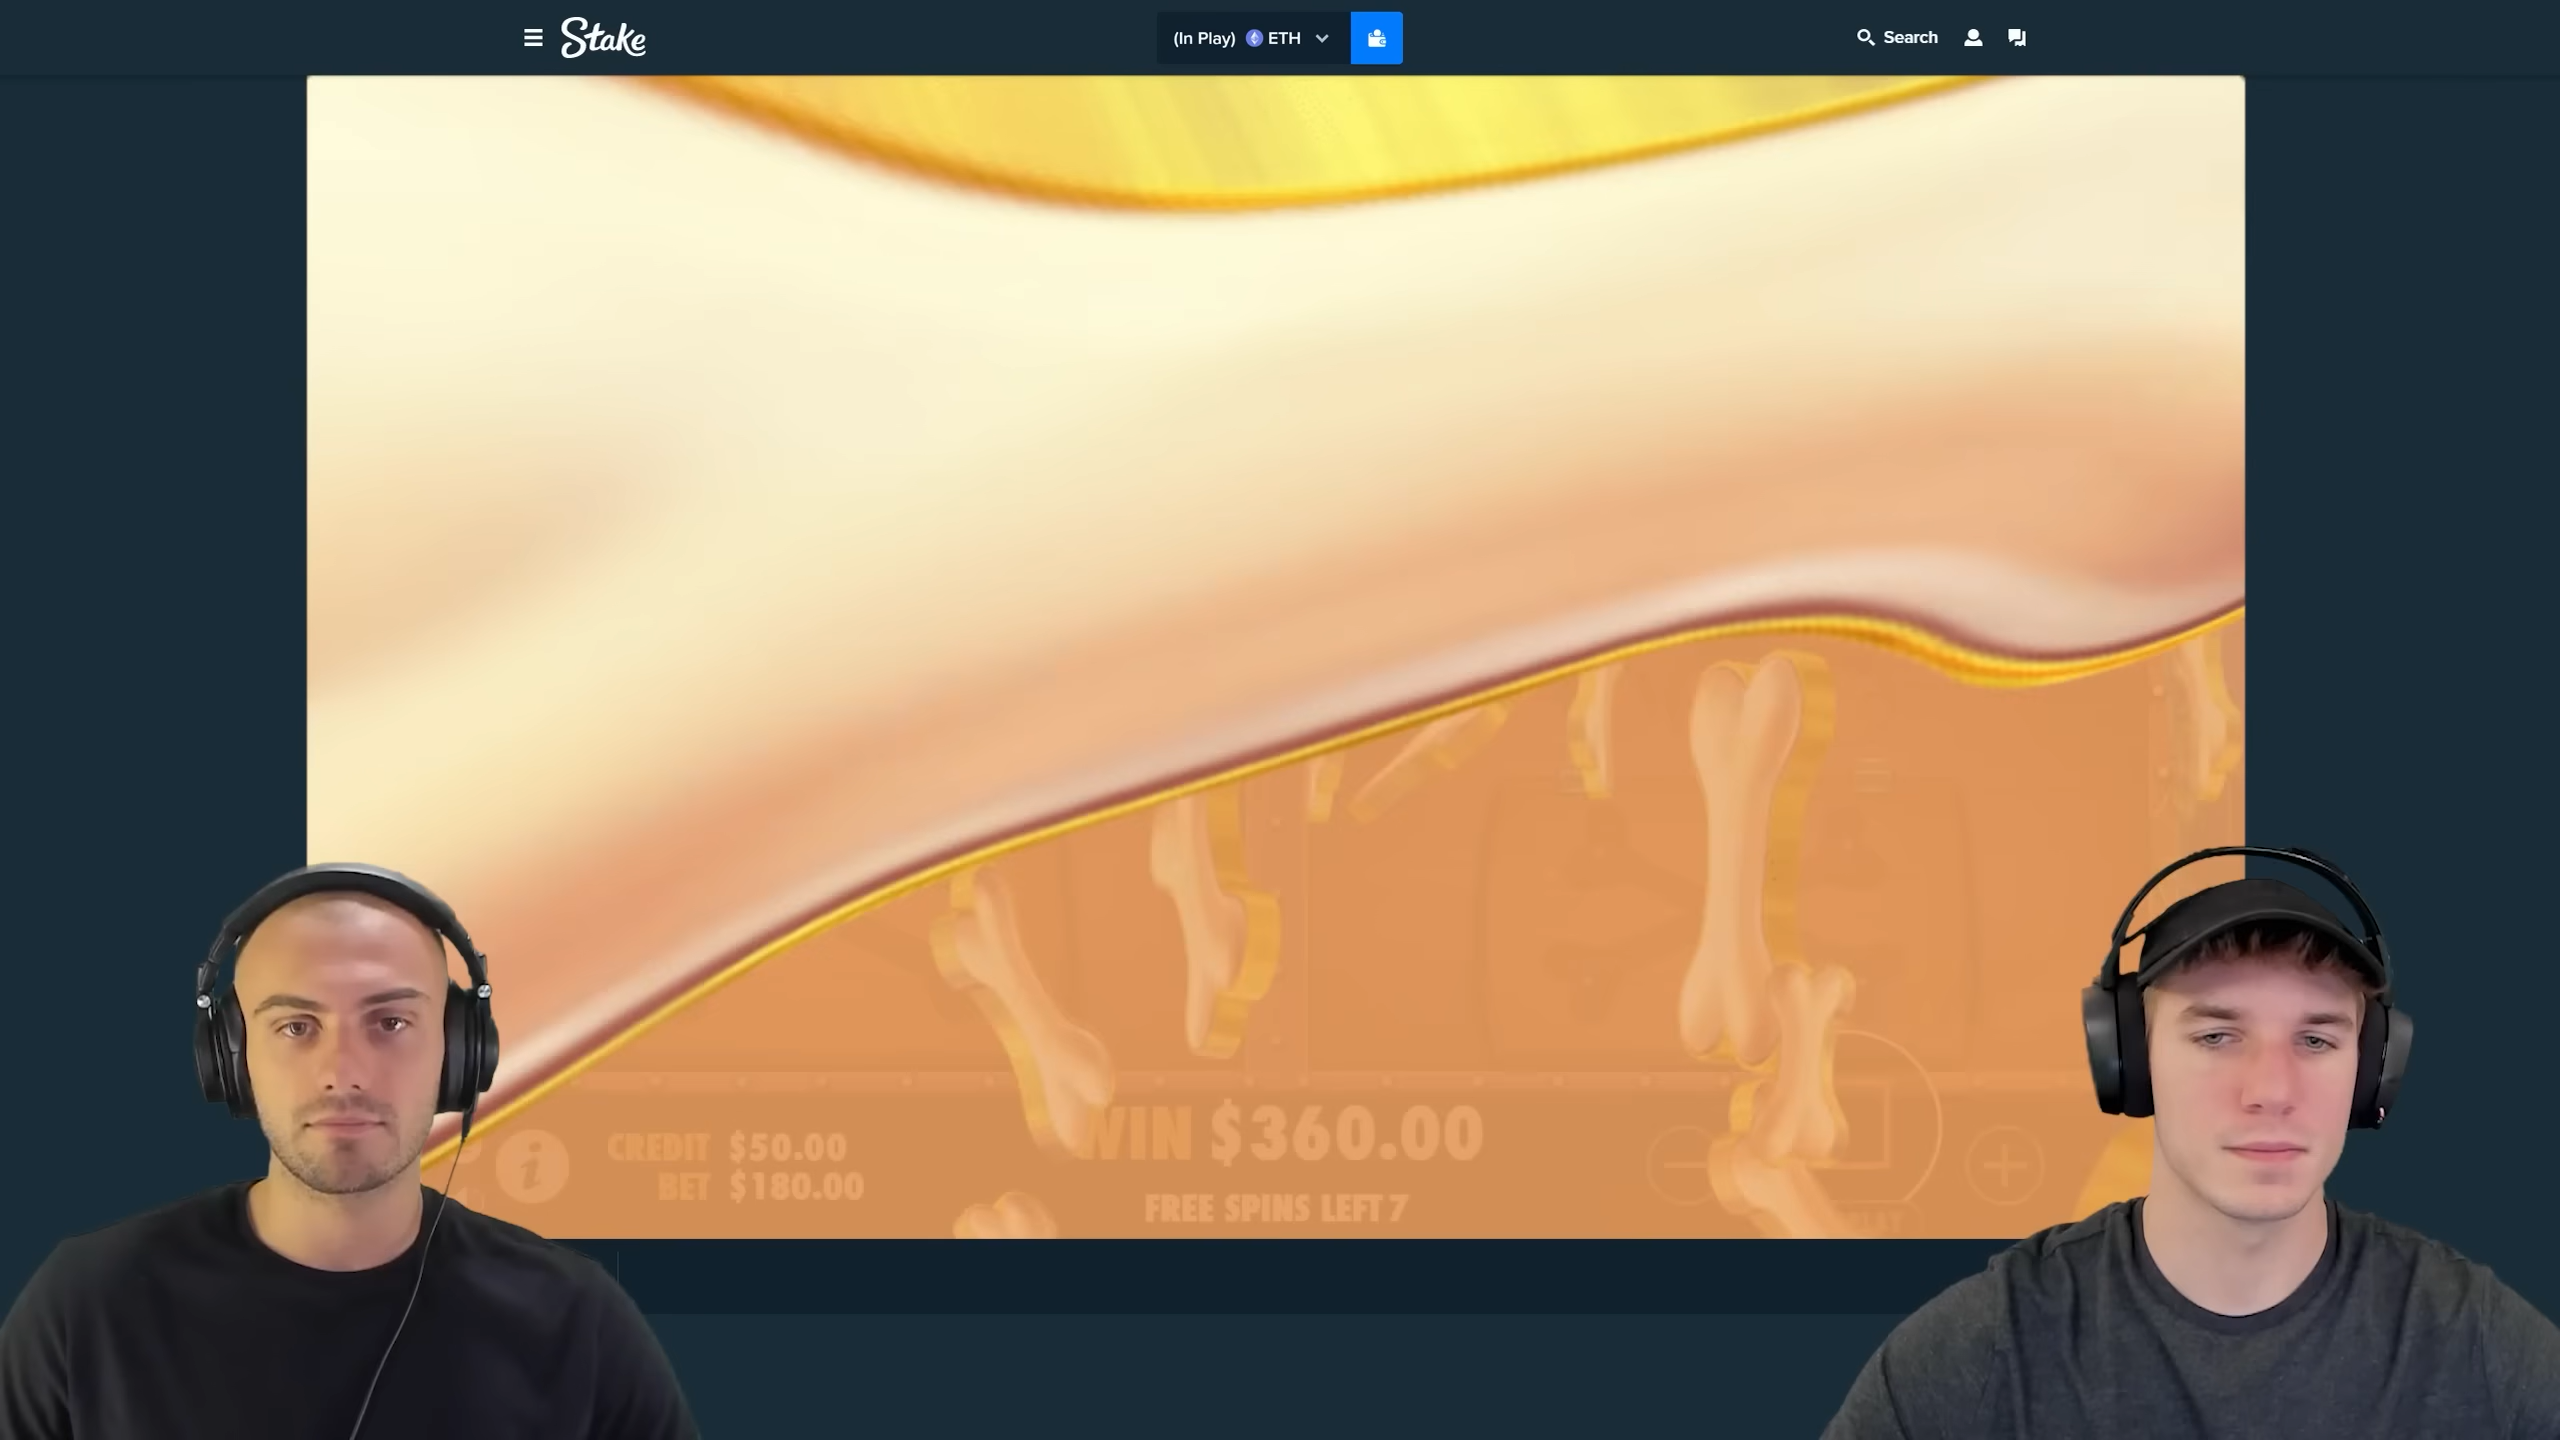 Stake
(In Play) ETH
Search
CREDIT $50.00
BET $180.00
WIN $360.00
FREE SPINS LEFT 7